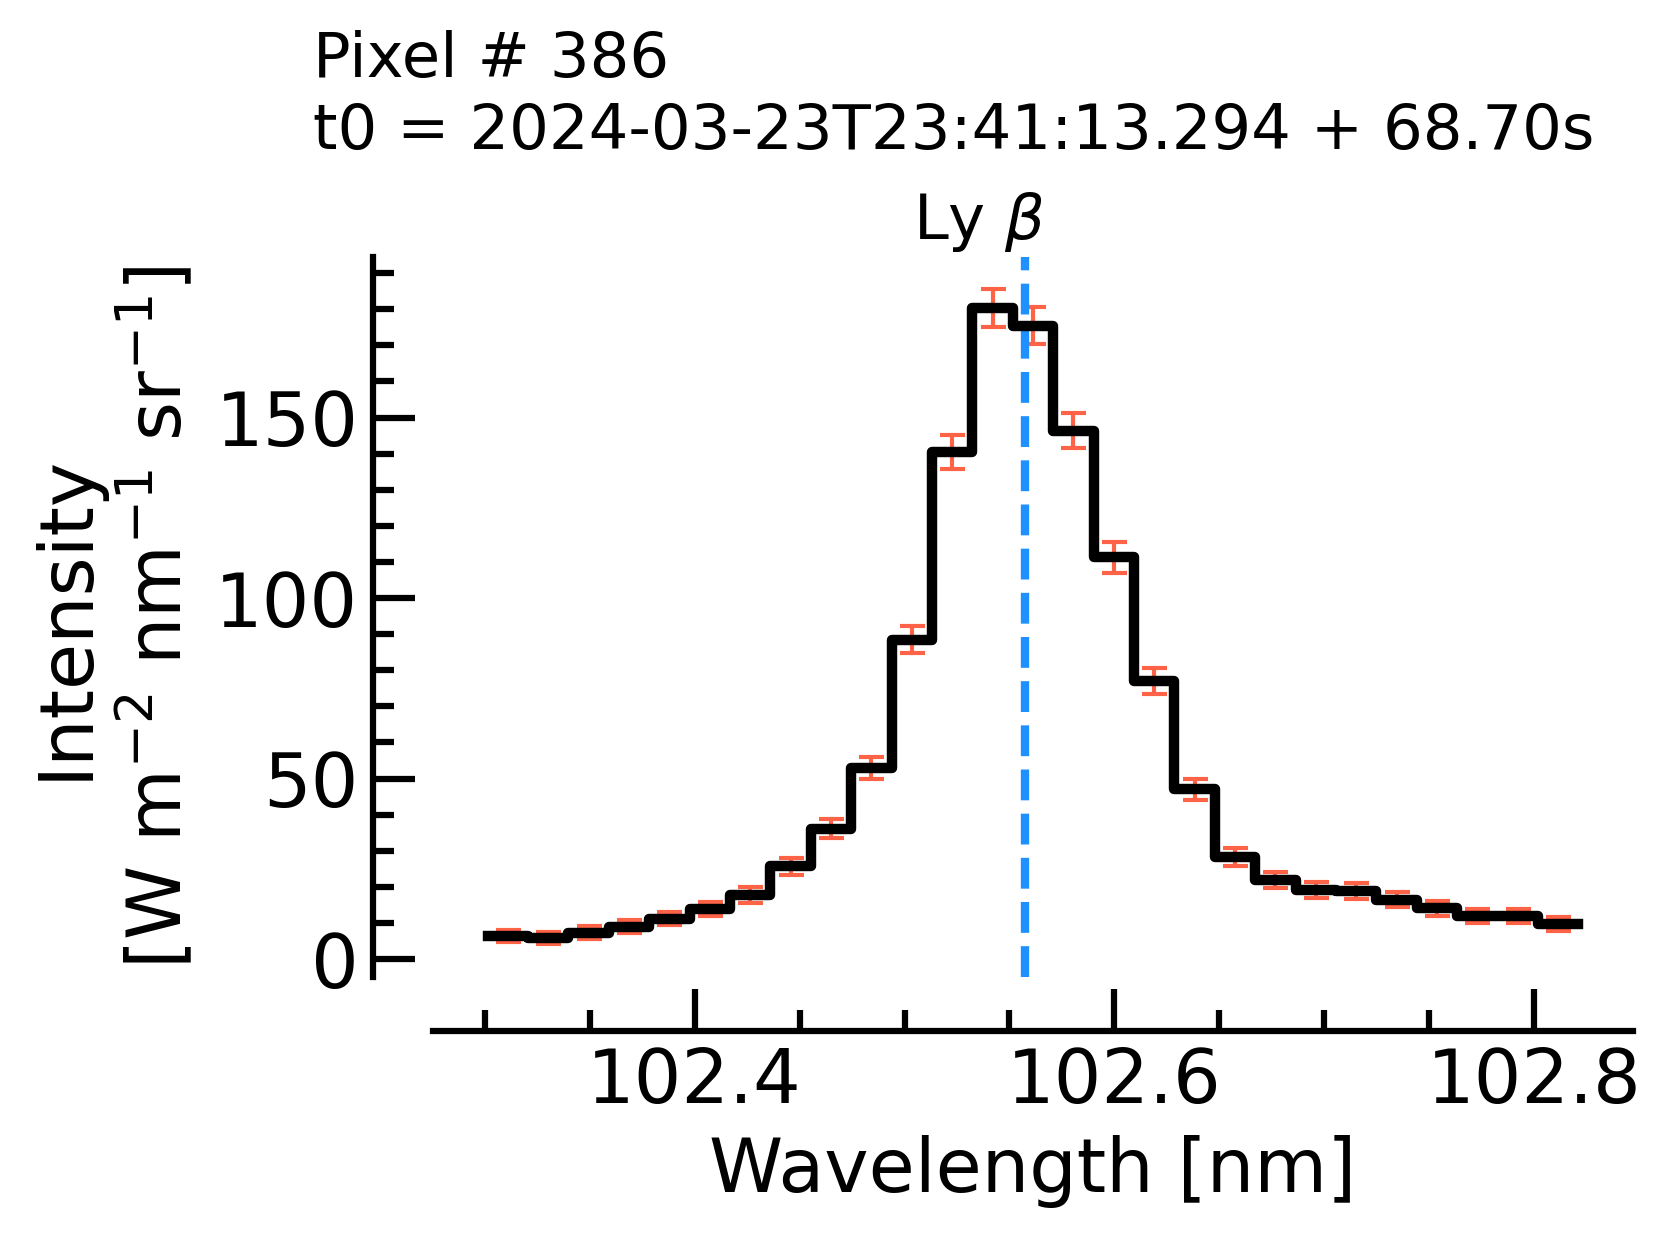 Pixel # 386
t0 = 2024-03-23T23:41:13.294 + 68.70s
Ly β
Intensity
[W m⁻² nm⁻¹ sr⁻¹]
150
100
50
0
102.4 102.6 102.8
Wavelength [nm]